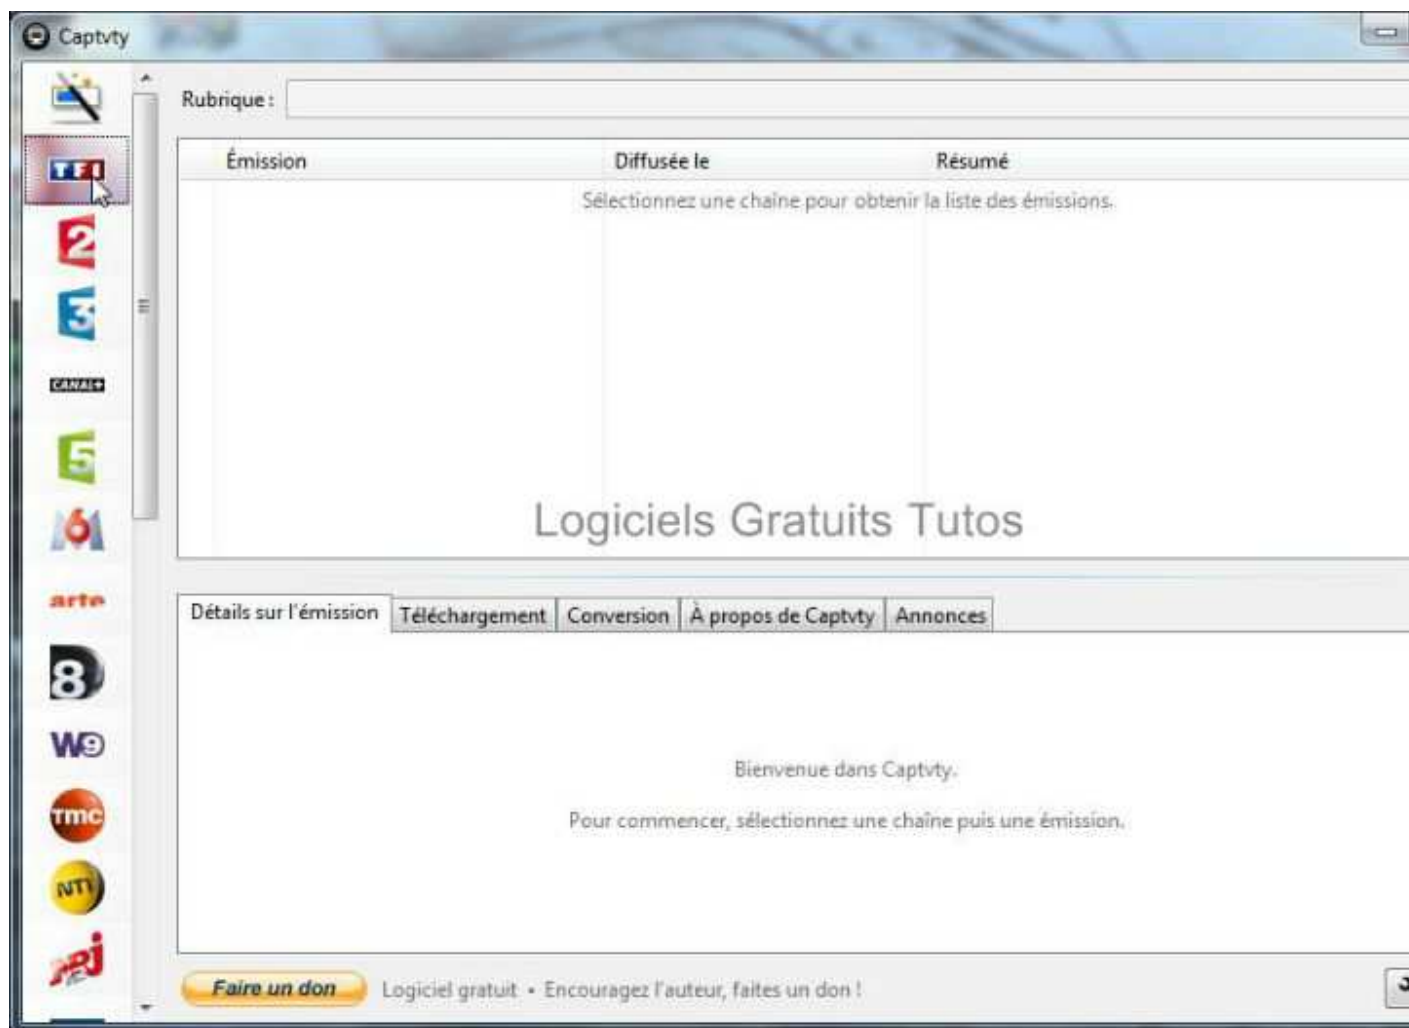 Captvty
Rubrique :
TF1
Émission Diffusée le Résumé
Sélectionnez une chaîne pour obtenir la liste des émissions.
2
3
CANAL+
5
M6
Logiciels Gratuits Tutos
arte
Détails sur l'émission Téléchargement Conversion À propos de Captvty Annonces
8
W9
Bienvenue dans Captvty.
TMC
Pour commencer, sélectionnez une chaîne puis une émission.
NT1
NRJ
Faire un don Logiciel gratuit • Encouragez l'auteur, faites un don !